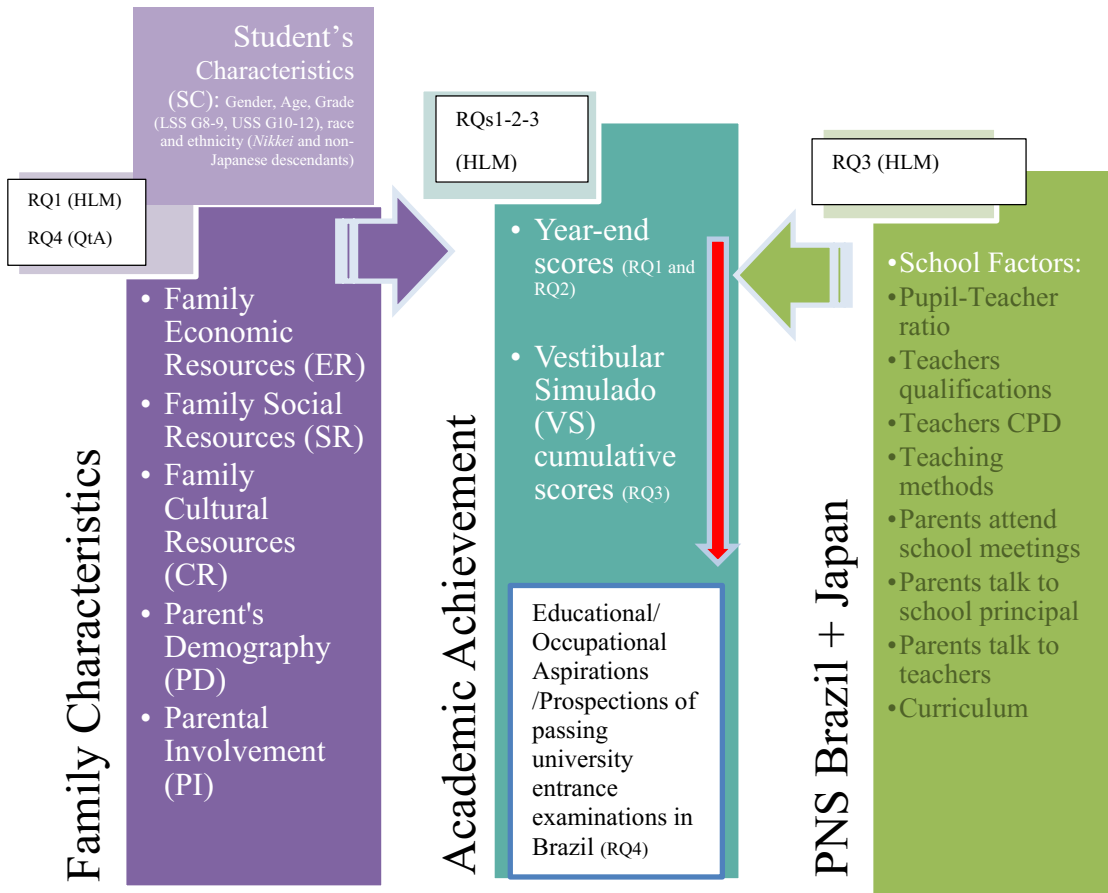 Student’s
Characteristics
(SC): Gender, Age, Grade
(LSS G8-9, USS G10-12), race
and ethnicity (Nikkei and non-
Japanese descendants)
RQ1 (HLM)
RQ4 (QtA)
Family Characteristics
• Family
Economic
Resources (ER)
• Family Social
Resources (SR)
• Family
Cultural
Resources
(CR)
• Parent's
Demography
(PD)
• Parental
Involvement
(PI)
RQs1-2-3
(HLM)
Academic Achievement
• Year-end
scores (RQ1 and
RQ2)
• Vestibular
Simulado
(VS)
cumulative
scores (RQ3)
Educational/
Occupational
Aspirations
/Prospections of
passing
university
entrance
examinations in
Brazil (RQ4)
RQ3 (HLM)
PNS Brazil + Japan
•School Factors:
•Pupil-Teacher
ratio
•Teachers
qualifications
•Teachers CPD
•Teaching
methods
•Parents attend
school meetings
•Parents talk to
school principal
•Parents talk to
teachers
•Curriculum